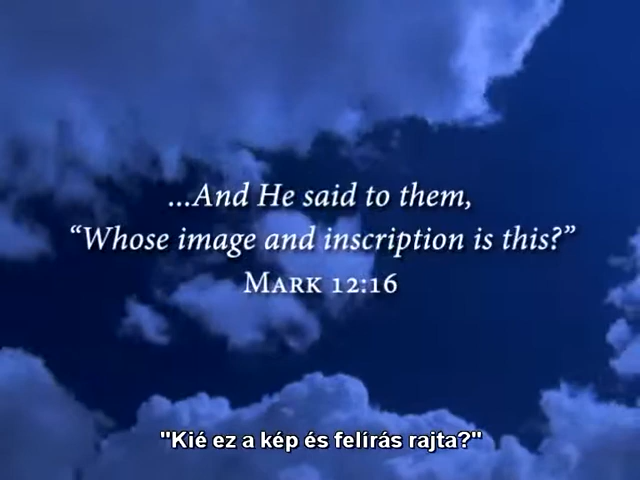 ...And He said to them,
“Whose image and inscription is this?”
Mark 12:16
"Kié ez a kép és felírás rajta?"